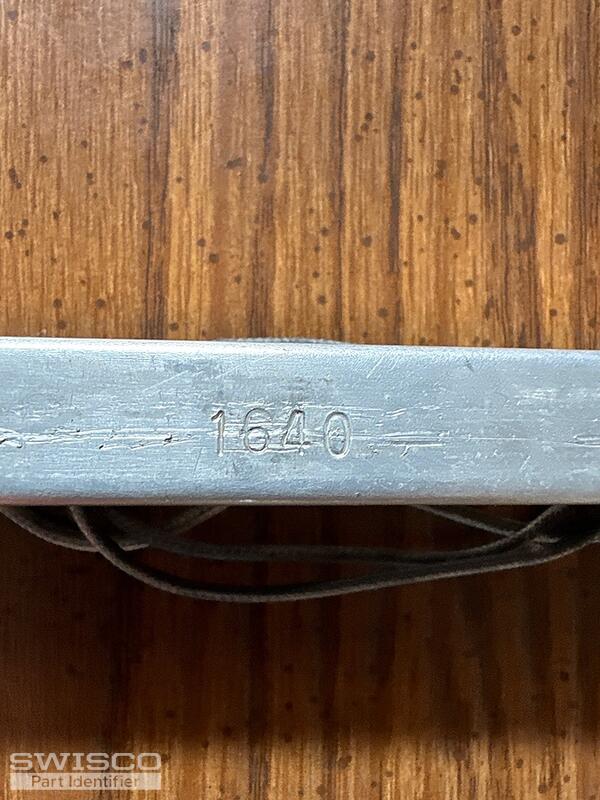 1640
SWISCO
Part Identifier